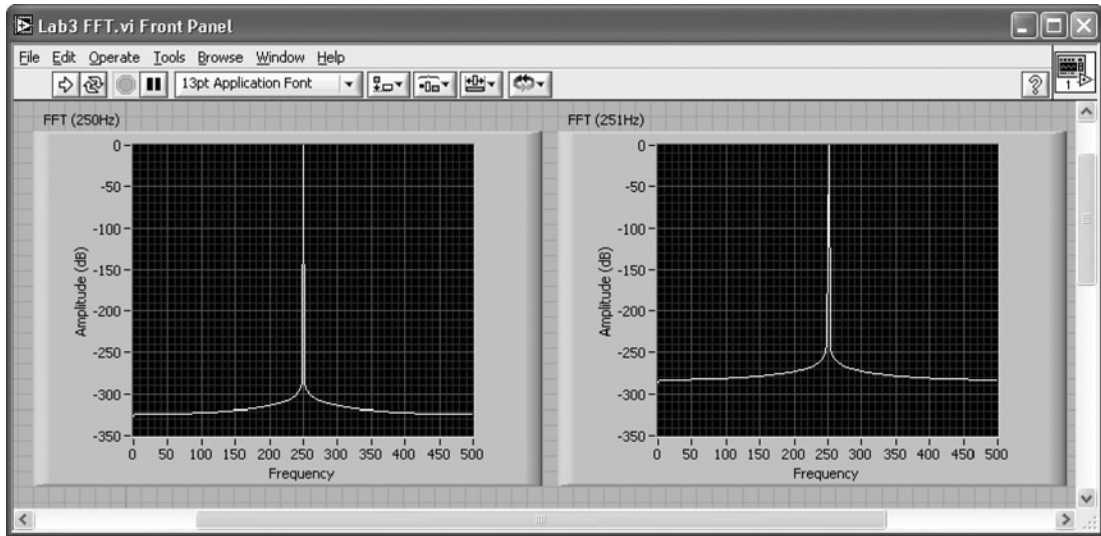 Lab3 FFT.vi Front Panel
File Edit Operate Tools Browse Window Help
13pt Application Font
?
1
FFT (250Hz)
0
-50
-100
-150
-200
-250
-300
-350
Amplitude (dB)
0 50 100 150 200 250 300 350 400 450 500
Frequency
FFT (251Hz)
0
-50
-100
-150
-200
-250
-300
-350
Amplitude (dB)
0 50 100 150 200 250 300 350 400 450 500
Frequency